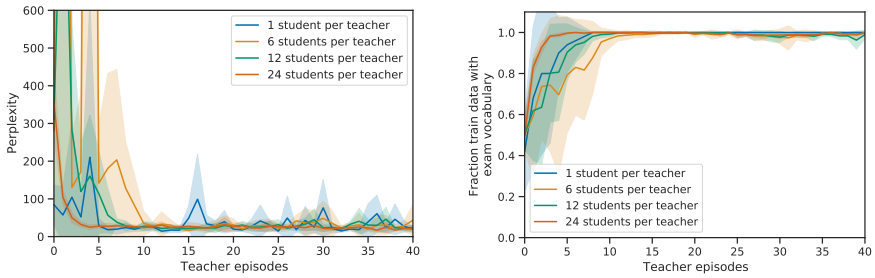 600
500
400
300
200
100
0
Perplexity
0 5 10 15 20 25 30 35 40
Teacher episodes
1 student per teacher
6 students per teacher
12 students per teacher
24 students per teacher
1.0
0.8
0.6
0.4
0.2
0.0
Fraction train data with
exam vocabulary
1 student per teacher
6 students per teacher
12 students per teacher
24 students per teacher
0 5 10 15 20 25 30 35 40
Teacher episodes